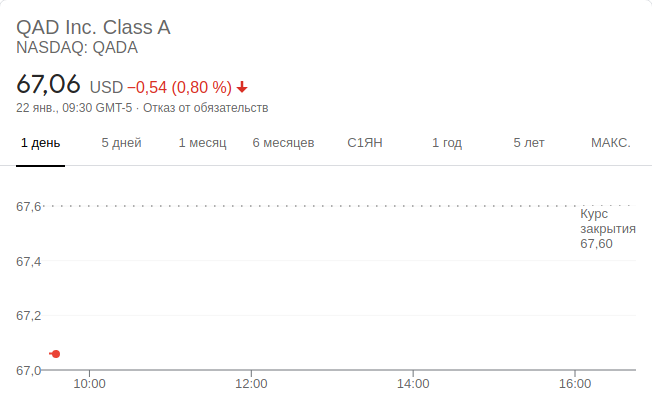 QAD Inc. Class A
NASDAQ: QADA
67,06 USD −0,54 (0,80 %)
22 янв., 09:30 GMT-5 · Отказ от обязательств
1 день 5 дней 1 месяц 6 месяцев С1ЯН 1 год 5 лет МАКС.
67,6
Курс
закрытия
67,60
67,4
67,2
67,0
10:00 12:00 14:00 16:00